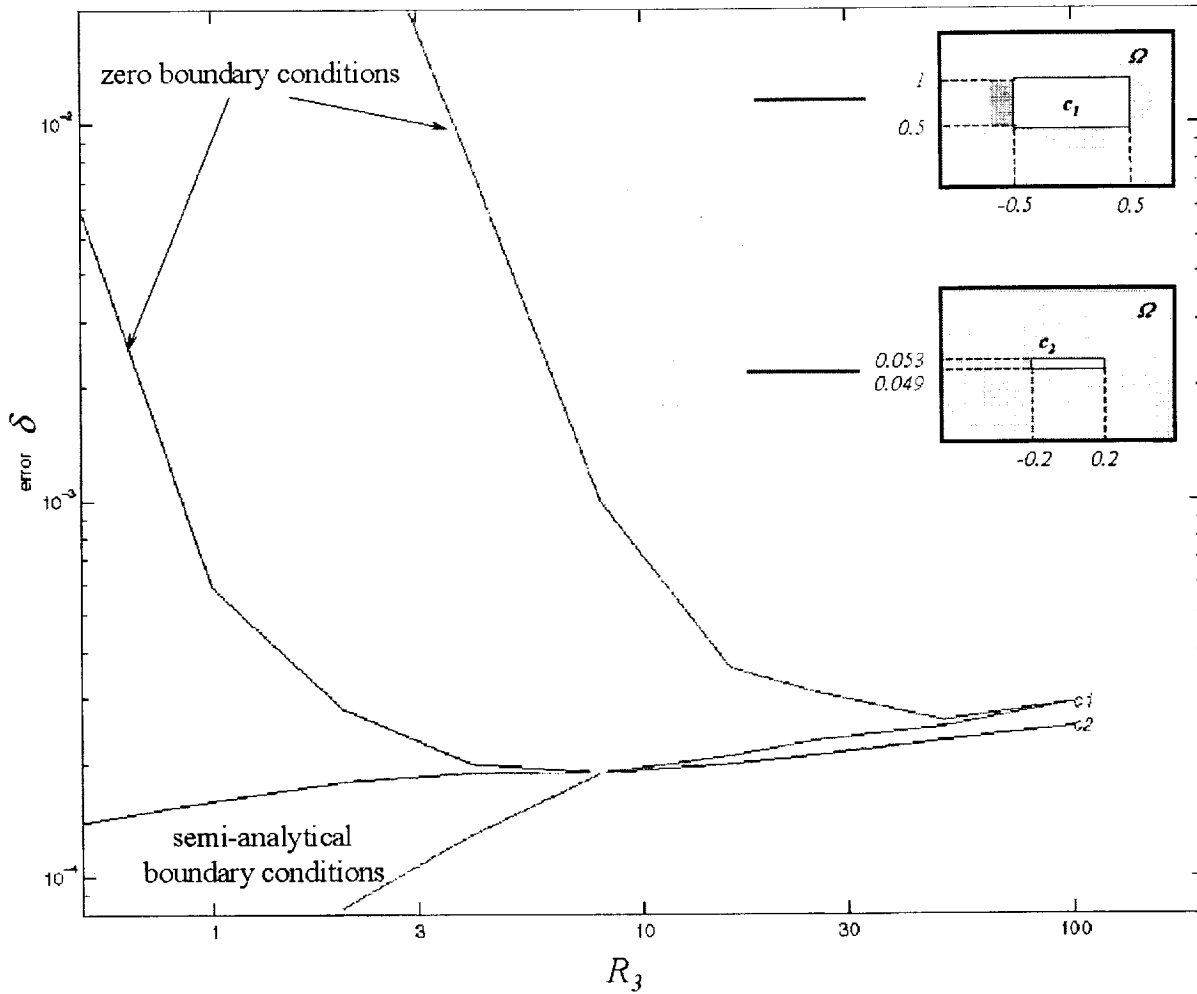 zero boundary conditions
Ω
1
c₁
0.5
-0.5 0.5
Ω
c₂
0.053
0.049
-0.2 0.2
10⁻²
error δ
10⁻³
10⁻⁴
c1
c2
semi-analytical
boundary conditions
1 3 10 30 100
R₃